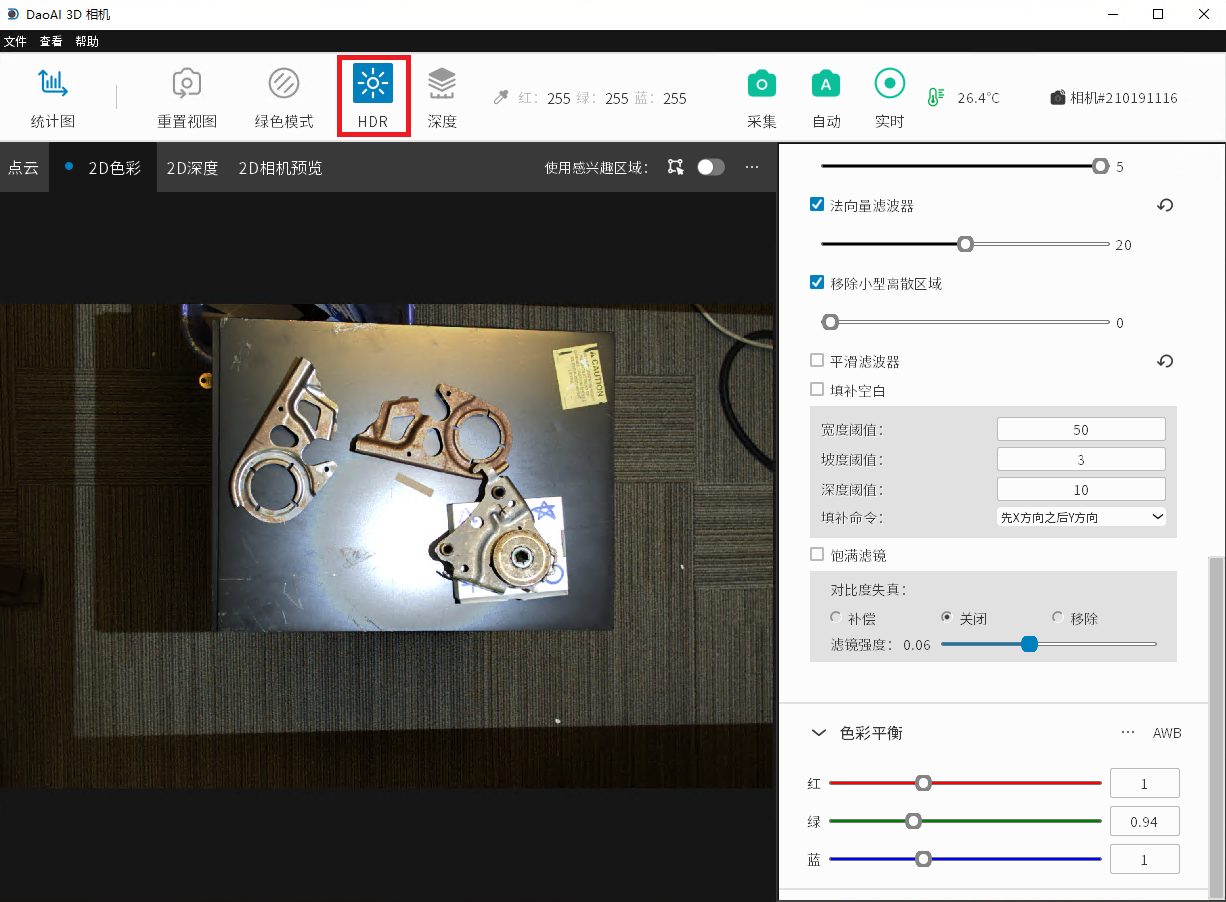 DaoAI 3D 相机
文件 查看 帮助
统计图 重置视图 绿色模式 HDR 深度 红: 255 绿: 255 蓝: 255 采集 自动 实时 26.4℃ 相机#210191116
点云 2D色彩 2D深度 2D相机预览 使用感兴趣区域: ...
5
法向量滤波器
20
移除小型离散区域
0
平滑滤波器
填补空白
宽度阈值: 50
坡度阈值: 3
深度阈值: 10
填补命令: 先X方向之后Y方向
饱满滤镜
对比度失真:
补偿 关闭 移除
滤镜强度: 0.06
色彩平衡 ... AWB
红 1
绿 0.94
蓝 1
CAUTION